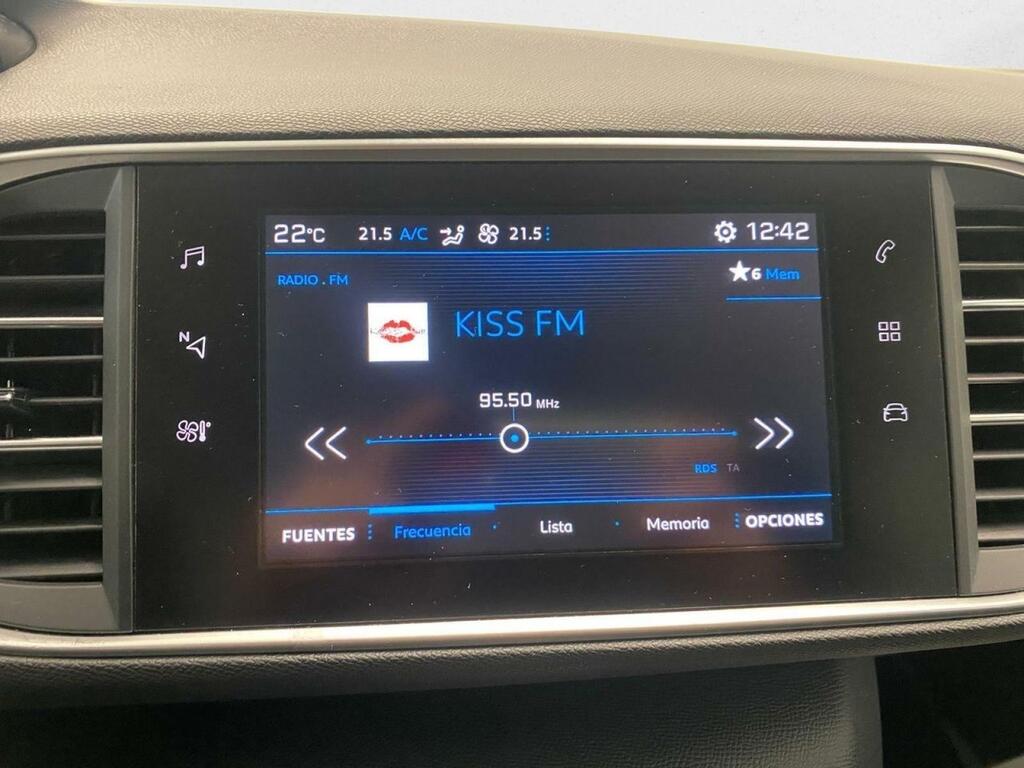 22°C 21.5 A/C 21.5 12:42
RADIO . FM
6 Mem
KISS FM
N
95.50 MHz
RDS TA
FUENTES Frecuencia Lista Memoria OPCIONES